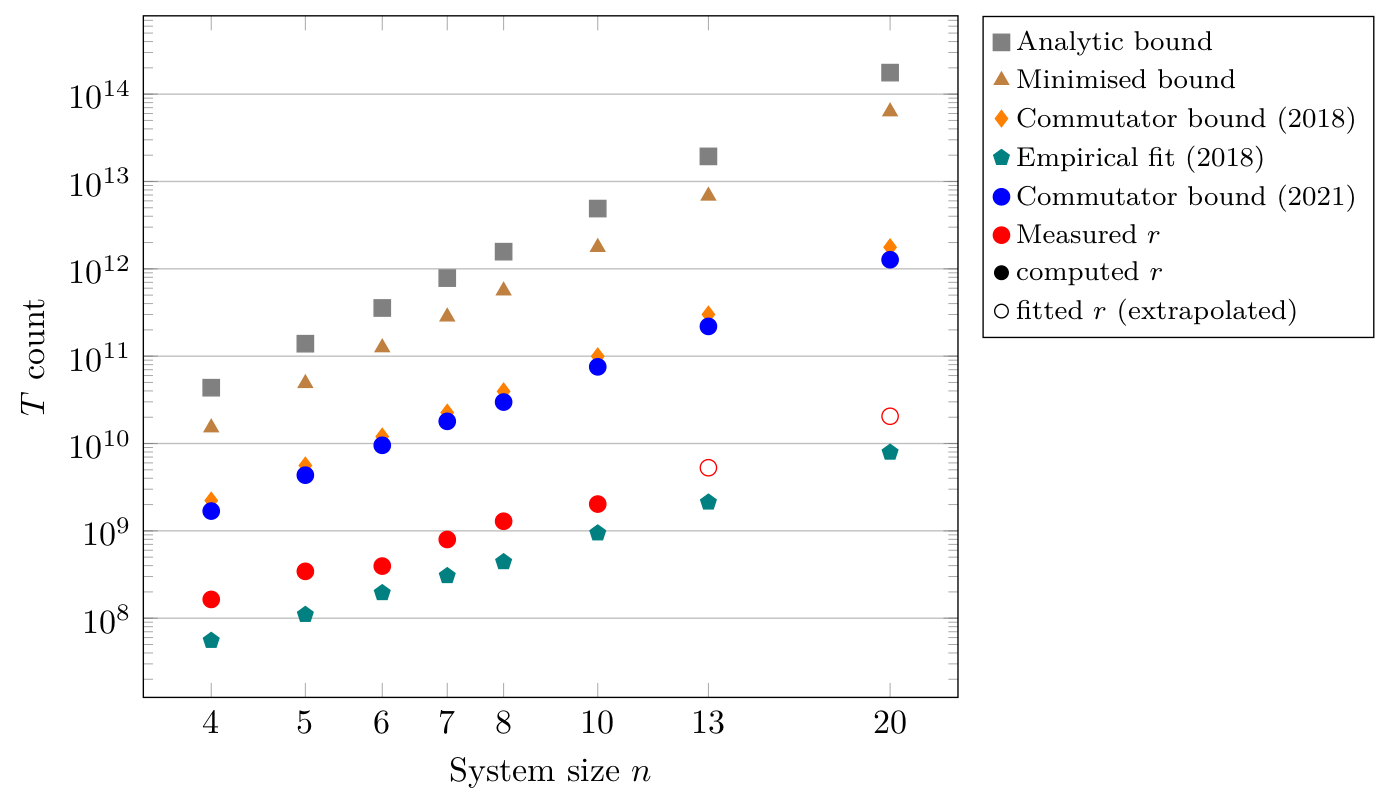 10^14
10^13
10^12
10^11
10^10
10^9
10^8
T count
4 5 6 7 8 10 13 20
System size n
Analytic bound
Minimised bound
Commutator bound (2018)
Empirical fit (2018)
Commutator bound (2021)
Measured r
computed r
fitted r (extrapolated)